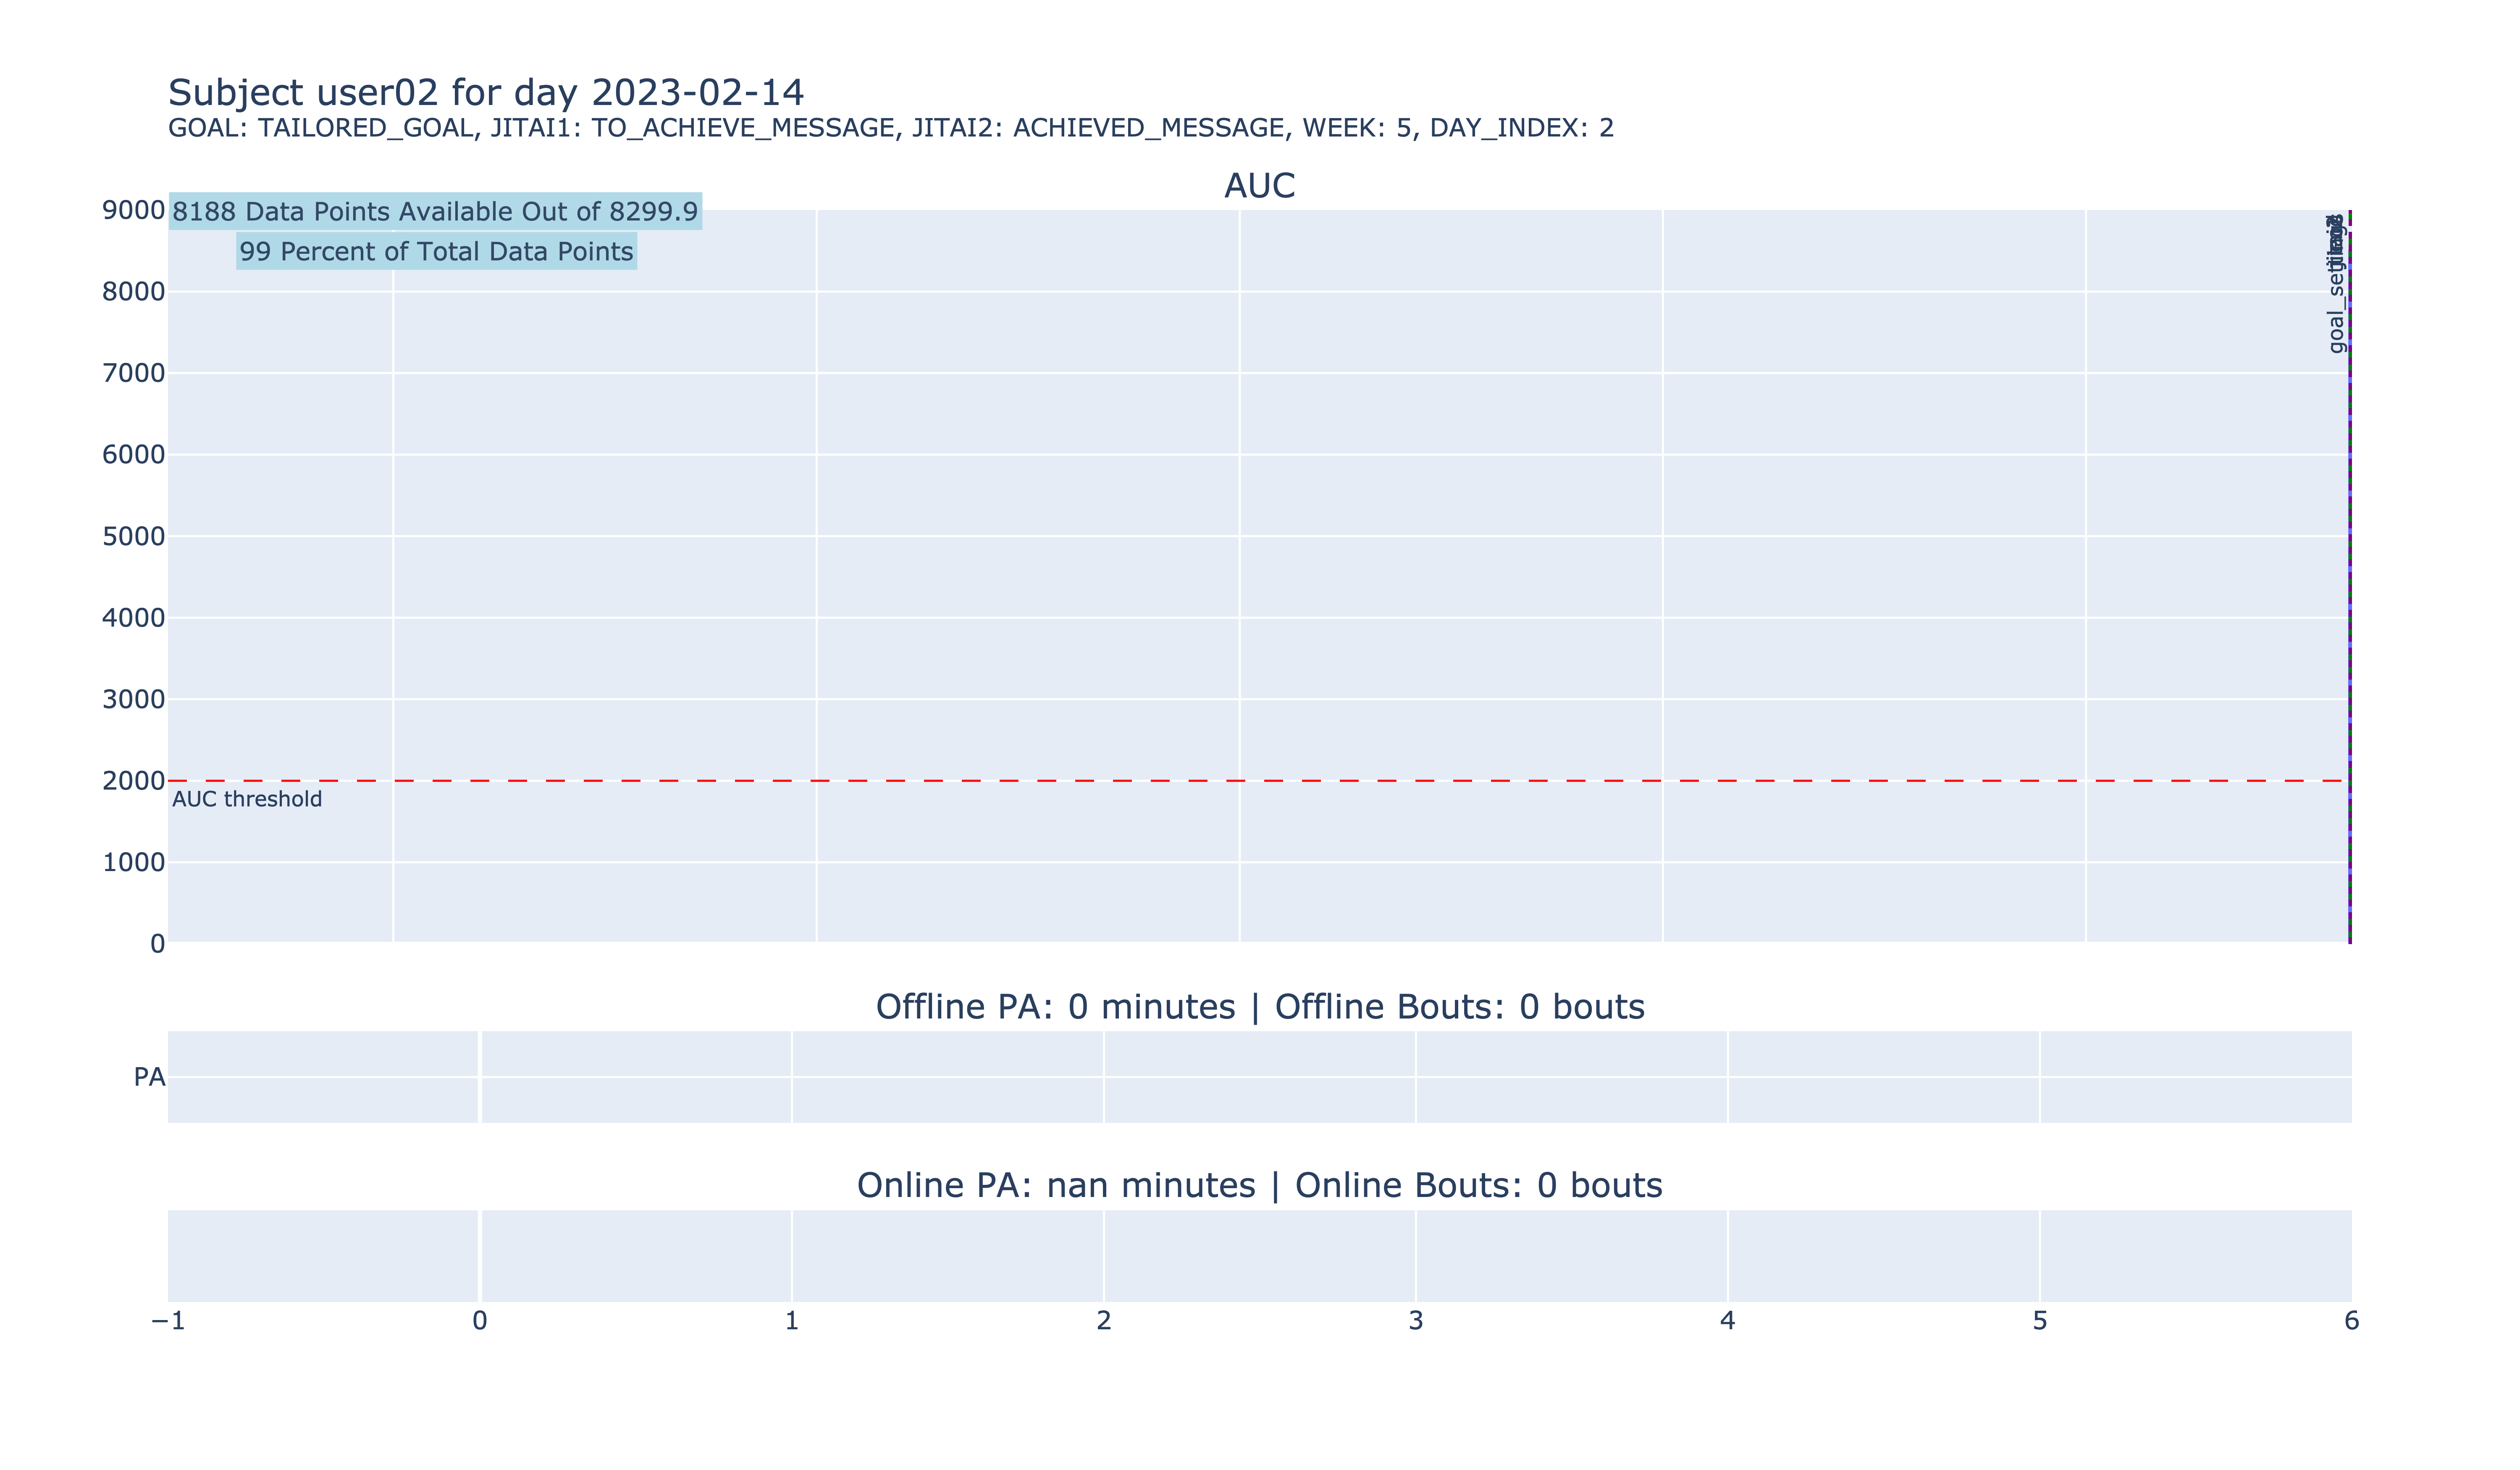 Subject user02 for day 2023-02-14
GOAL: TAILORED_GOAL, JITAI1: TO_ACHIEVE_MESSAGE, JITAI2: ACHIEVED_MESSAGE, WEEK: 5, DAY_INDEX: 2
AUC
8188 Data Points Available Out of 8299.9
99 Percent of Total Data Points
9000
8000
7000
6000
5000
4000
3000
2000
1000
0
AUC threshold
Offline PA: 0 minutes | Offline Bouts: 0 bouts
PA
Online PA: nan minutes | Online Bouts: 0 bouts
−1 0 1 2 3 4 5 6